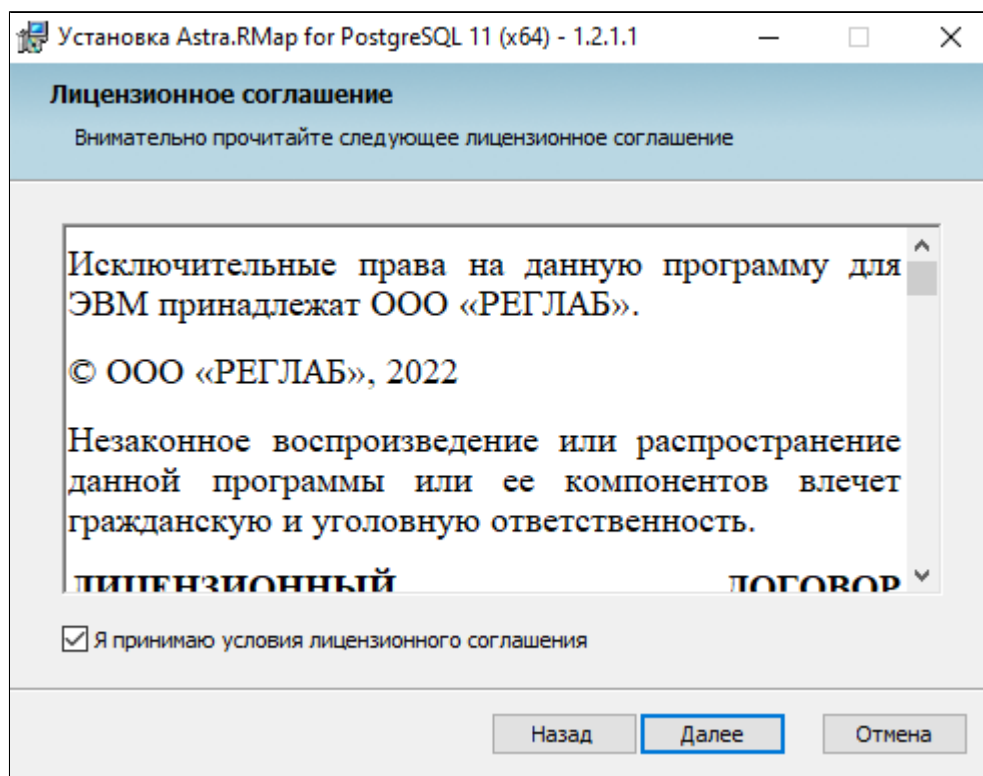 Установка Astra.RMap for PostgreSQL 11 (x64) - 1.2.1.1
Лицензионное соглашение
Внимательно прочитайте следующее лицензионное соглашение
Исключительные права на данную программу для
ЭВМ принадлежат ООО «РЕГЛАБ».
© ООО «РЕГЛАБ», 2022
Незаконное воспроизведение или распространение
данной программы или ее компонентов влечет
гражданскую и уголовную ответственность.
ЛИЦЕНЗИОННЫЙ ДОГОВОР
Я принимаю условия лицензионного соглашения
Назад Далее Отмена